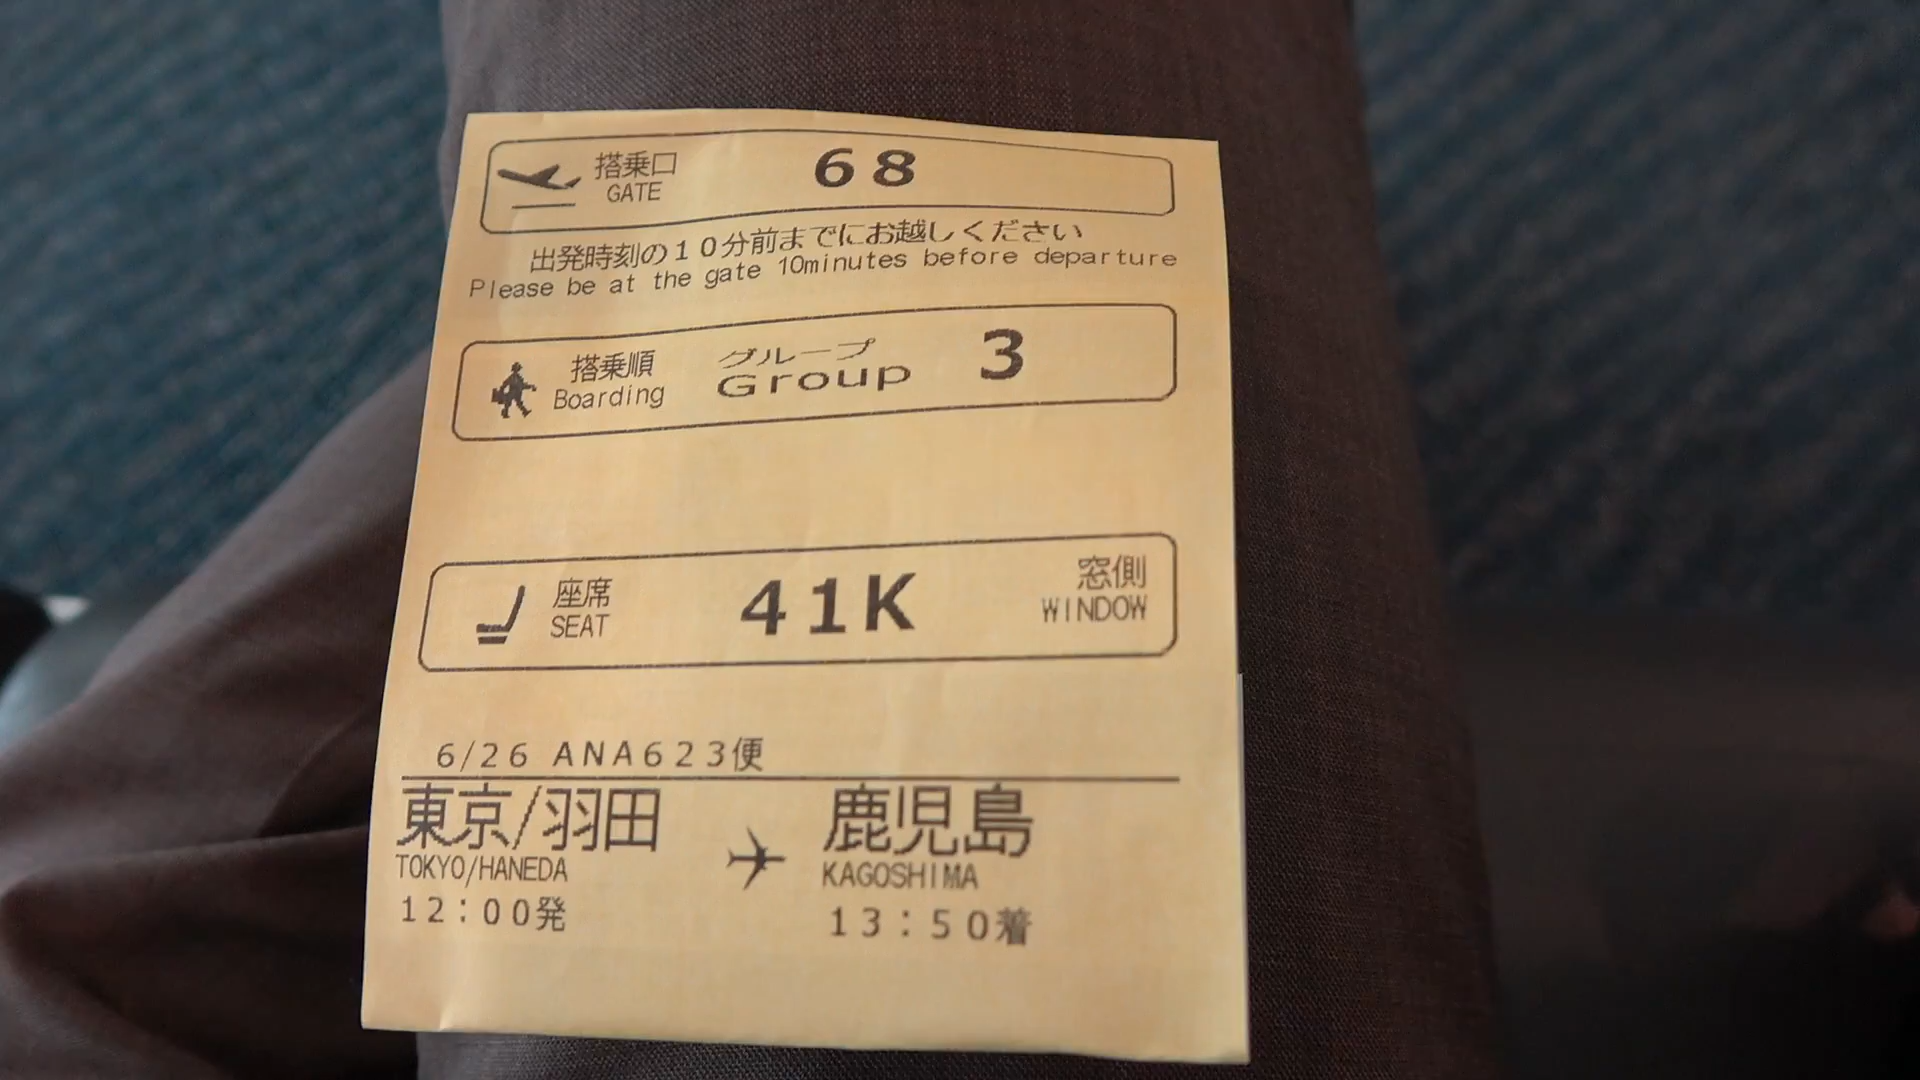 搭乗口
GATE
68
出発時刻の10分前までにお越しください
Please be at the gate 10minutes before departure
搭乗順
Boarding
グループ
Group
3
座席
SEAT
41K
窓側
WINDOW
6/26 ANA623便
東京/羽田
TOKYO/HANEDA
12:00発
鹿児島
KAGOSHIMA
13:50着